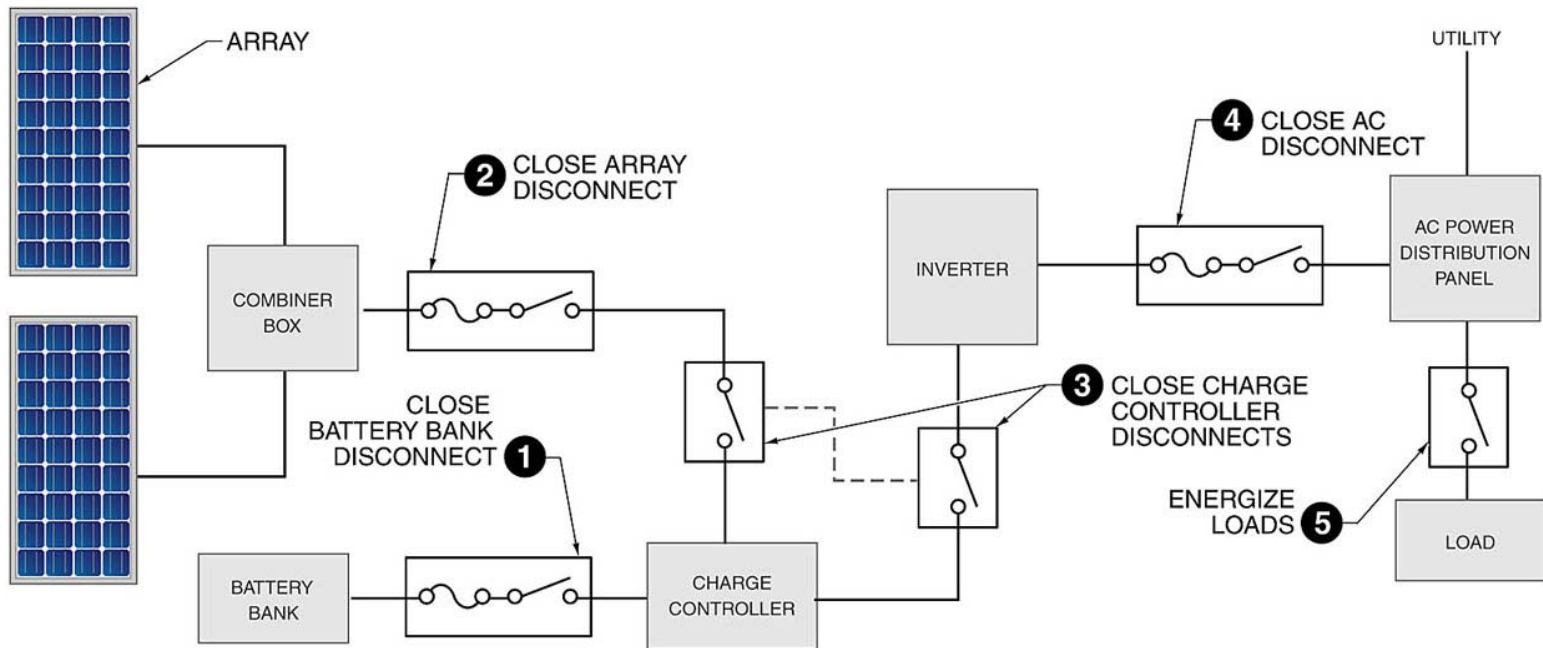 ARRAY
UTILITY
4 CLOSE AC
DISCONNECT
2 CLOSE ARRAY
DISCONNECT
COMBINER
BOX
INVERTER
AC POWER
DISTRIBUTION
PANEL
CLOSE
BATTERY BANK
DISCONNECT 1
3 CLOSE CHARGE
CONTROLLER
DISCONNECTS
ENERGIZE
LOADS 5
LOAD
BATTERY
BANK
CHARGE
CONTROLLER